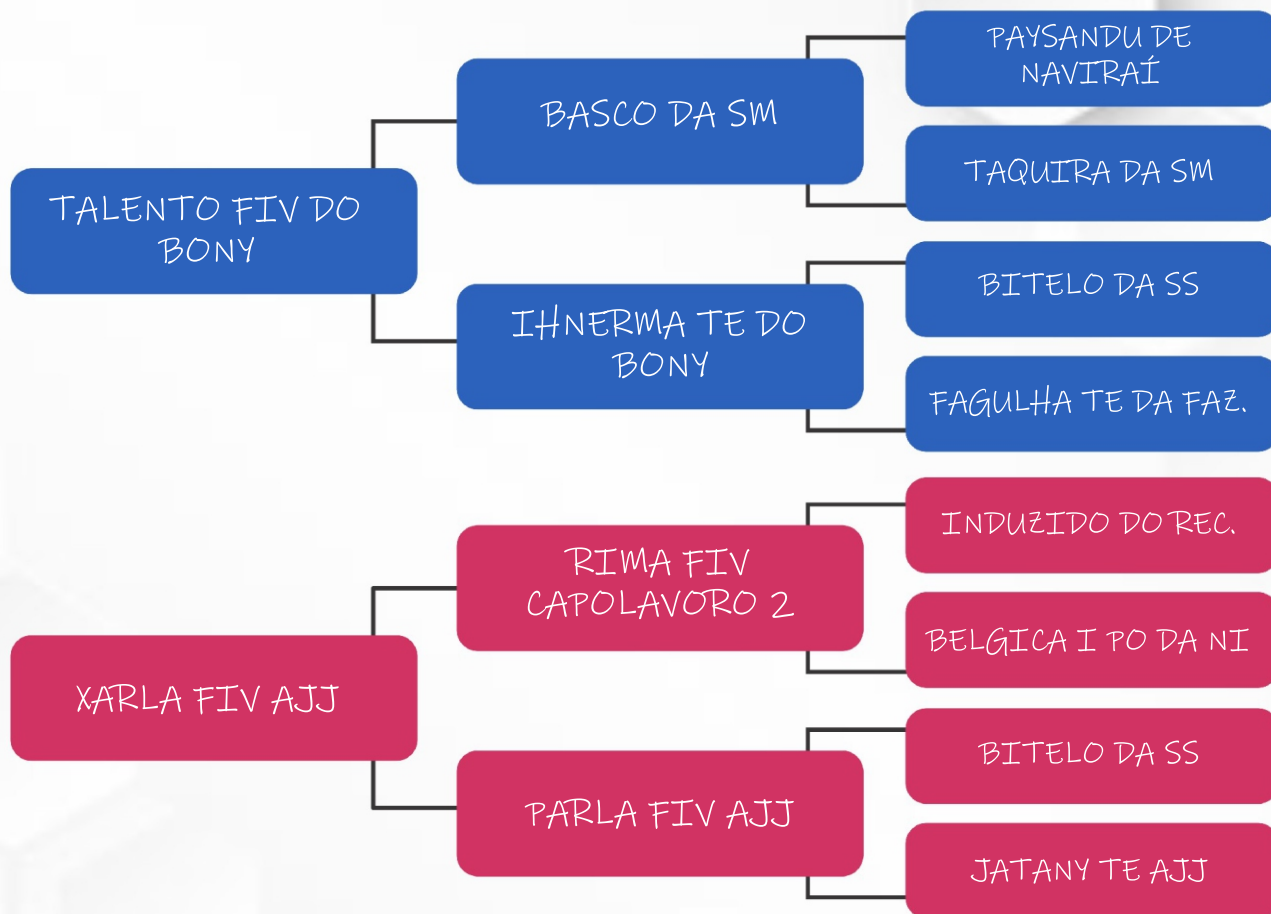 PAYSANDU DE
NAVIRAÍ
BASCO DA SM
TAQUIRA DA SM
TALENTO FIV DO
BONY
BITELO DA SS
IHNERMA TE DO
BONY
FAGULHA TE DA FAZ.
INDUZIDO DO REC.
RIMA FIV
CAPOLAVORO 2
BELGICA I PO DA NI
XARLA FIV AJJ
BITELO DA SS
PARLA FIV AJJ
JATANY TE AJJ